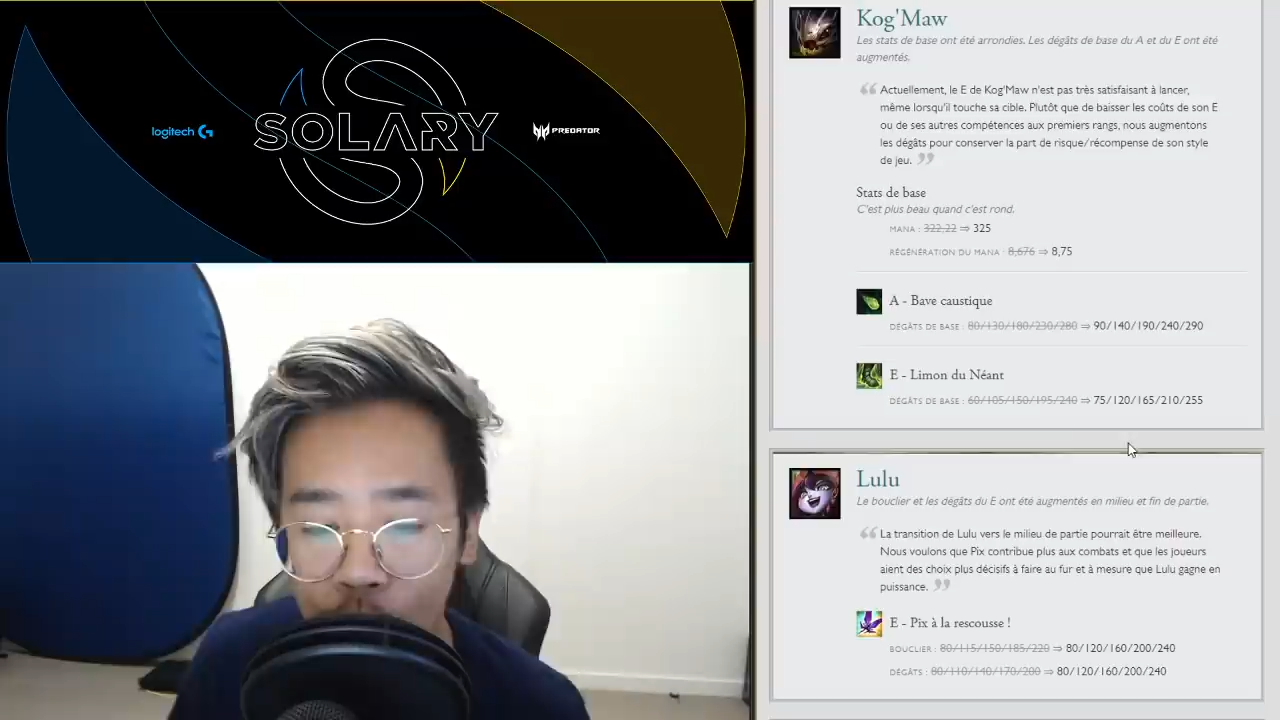 logitech G
SOLARY
PREDATOR
Kog'Maw
Les stats de base ont été arrondies. Les dégâts de base du A et du E ont été
augmentés.
Actuellement, le E de Kog'Maw n'est pas très satisfaisant à lancer,
même lorsqu'il touche sa cible. Plutôt que de baisser les coûts de son E
ou de ses autres compétences aux premiers rangs, nous augmentons
les dégâts pour conserver la part de risque/récompense de son style
de jeu.
Stats de base
C'est plus beau quand c'est rond.
MANA : 322,22 ⇒ 325
RÉGÉNÉRATION DU MANA : 8,676 ⇒ 8,75
A - Bave caustique
DÉGÂTS DE BASE : 80/130/180/230/280 ⇒ 90/140/190/240/290
E - Limon du Néant
DÉGÂTS DE BASE : 60/105/150/195/240 ⇒ 75/120/165/210/255
Lulu
Le bouclier et les dégâts du E ont été augmentés en milieu et fin de partie.
La transition de Lulu vers le milieu de partie pourrait être meilleure.
Nous voulons que Pix contribue plus aux combats et que les joueurs
aient des choix plus décisifs à faire au fur et à mesure que Lulu gagne en
puissance.
E - Pix à la rescousse !
BOUCLIER : 80/115/150/185/220 ⇒ 80/120/160/200/240
DÉGÂTS : 80/110/140/170/200 ⇒ 80/120/160/200/240